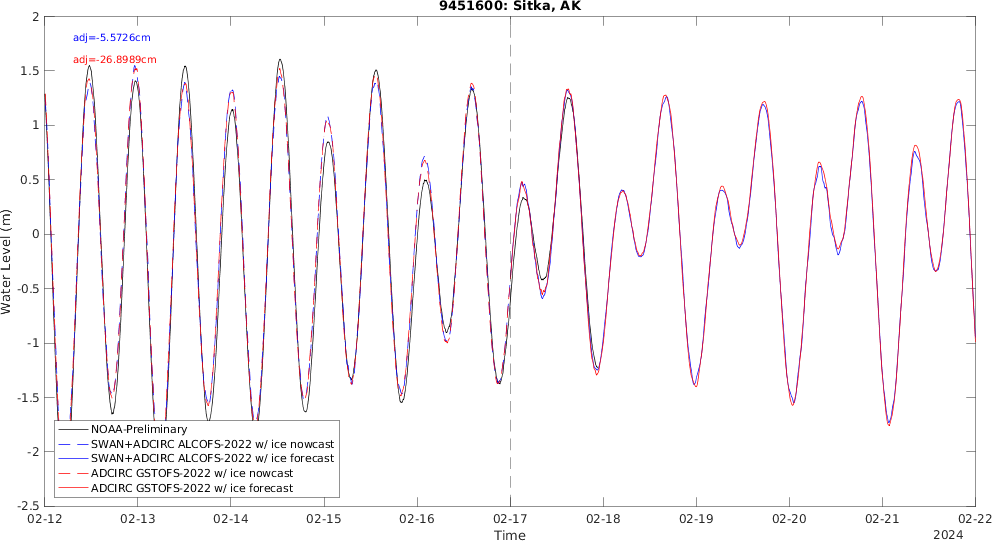 9451600: Sitka, AK
adj=-5.5726cm
adj=-26.8989cm
2
1.5
1
0.5
0
-0.5
-1
-1.5
-2
-2.5
Water Level (m)
NOAA-Preliminary
SWAN+ADCIRC ALCOFS-2022 w/ ice nowcast
SWAN+ADCIRC ALCOFS-2022 w/ ice forecast
ADCIRC GSTOFS-2022 w/ ice nowcast
ADCIRC GSTOFS-2022 w/ ice forecast
02-12 02-13 02-14 02-15 02-16 02-17 02-18 02-19 02-20 02-21 02-22
Time
2024